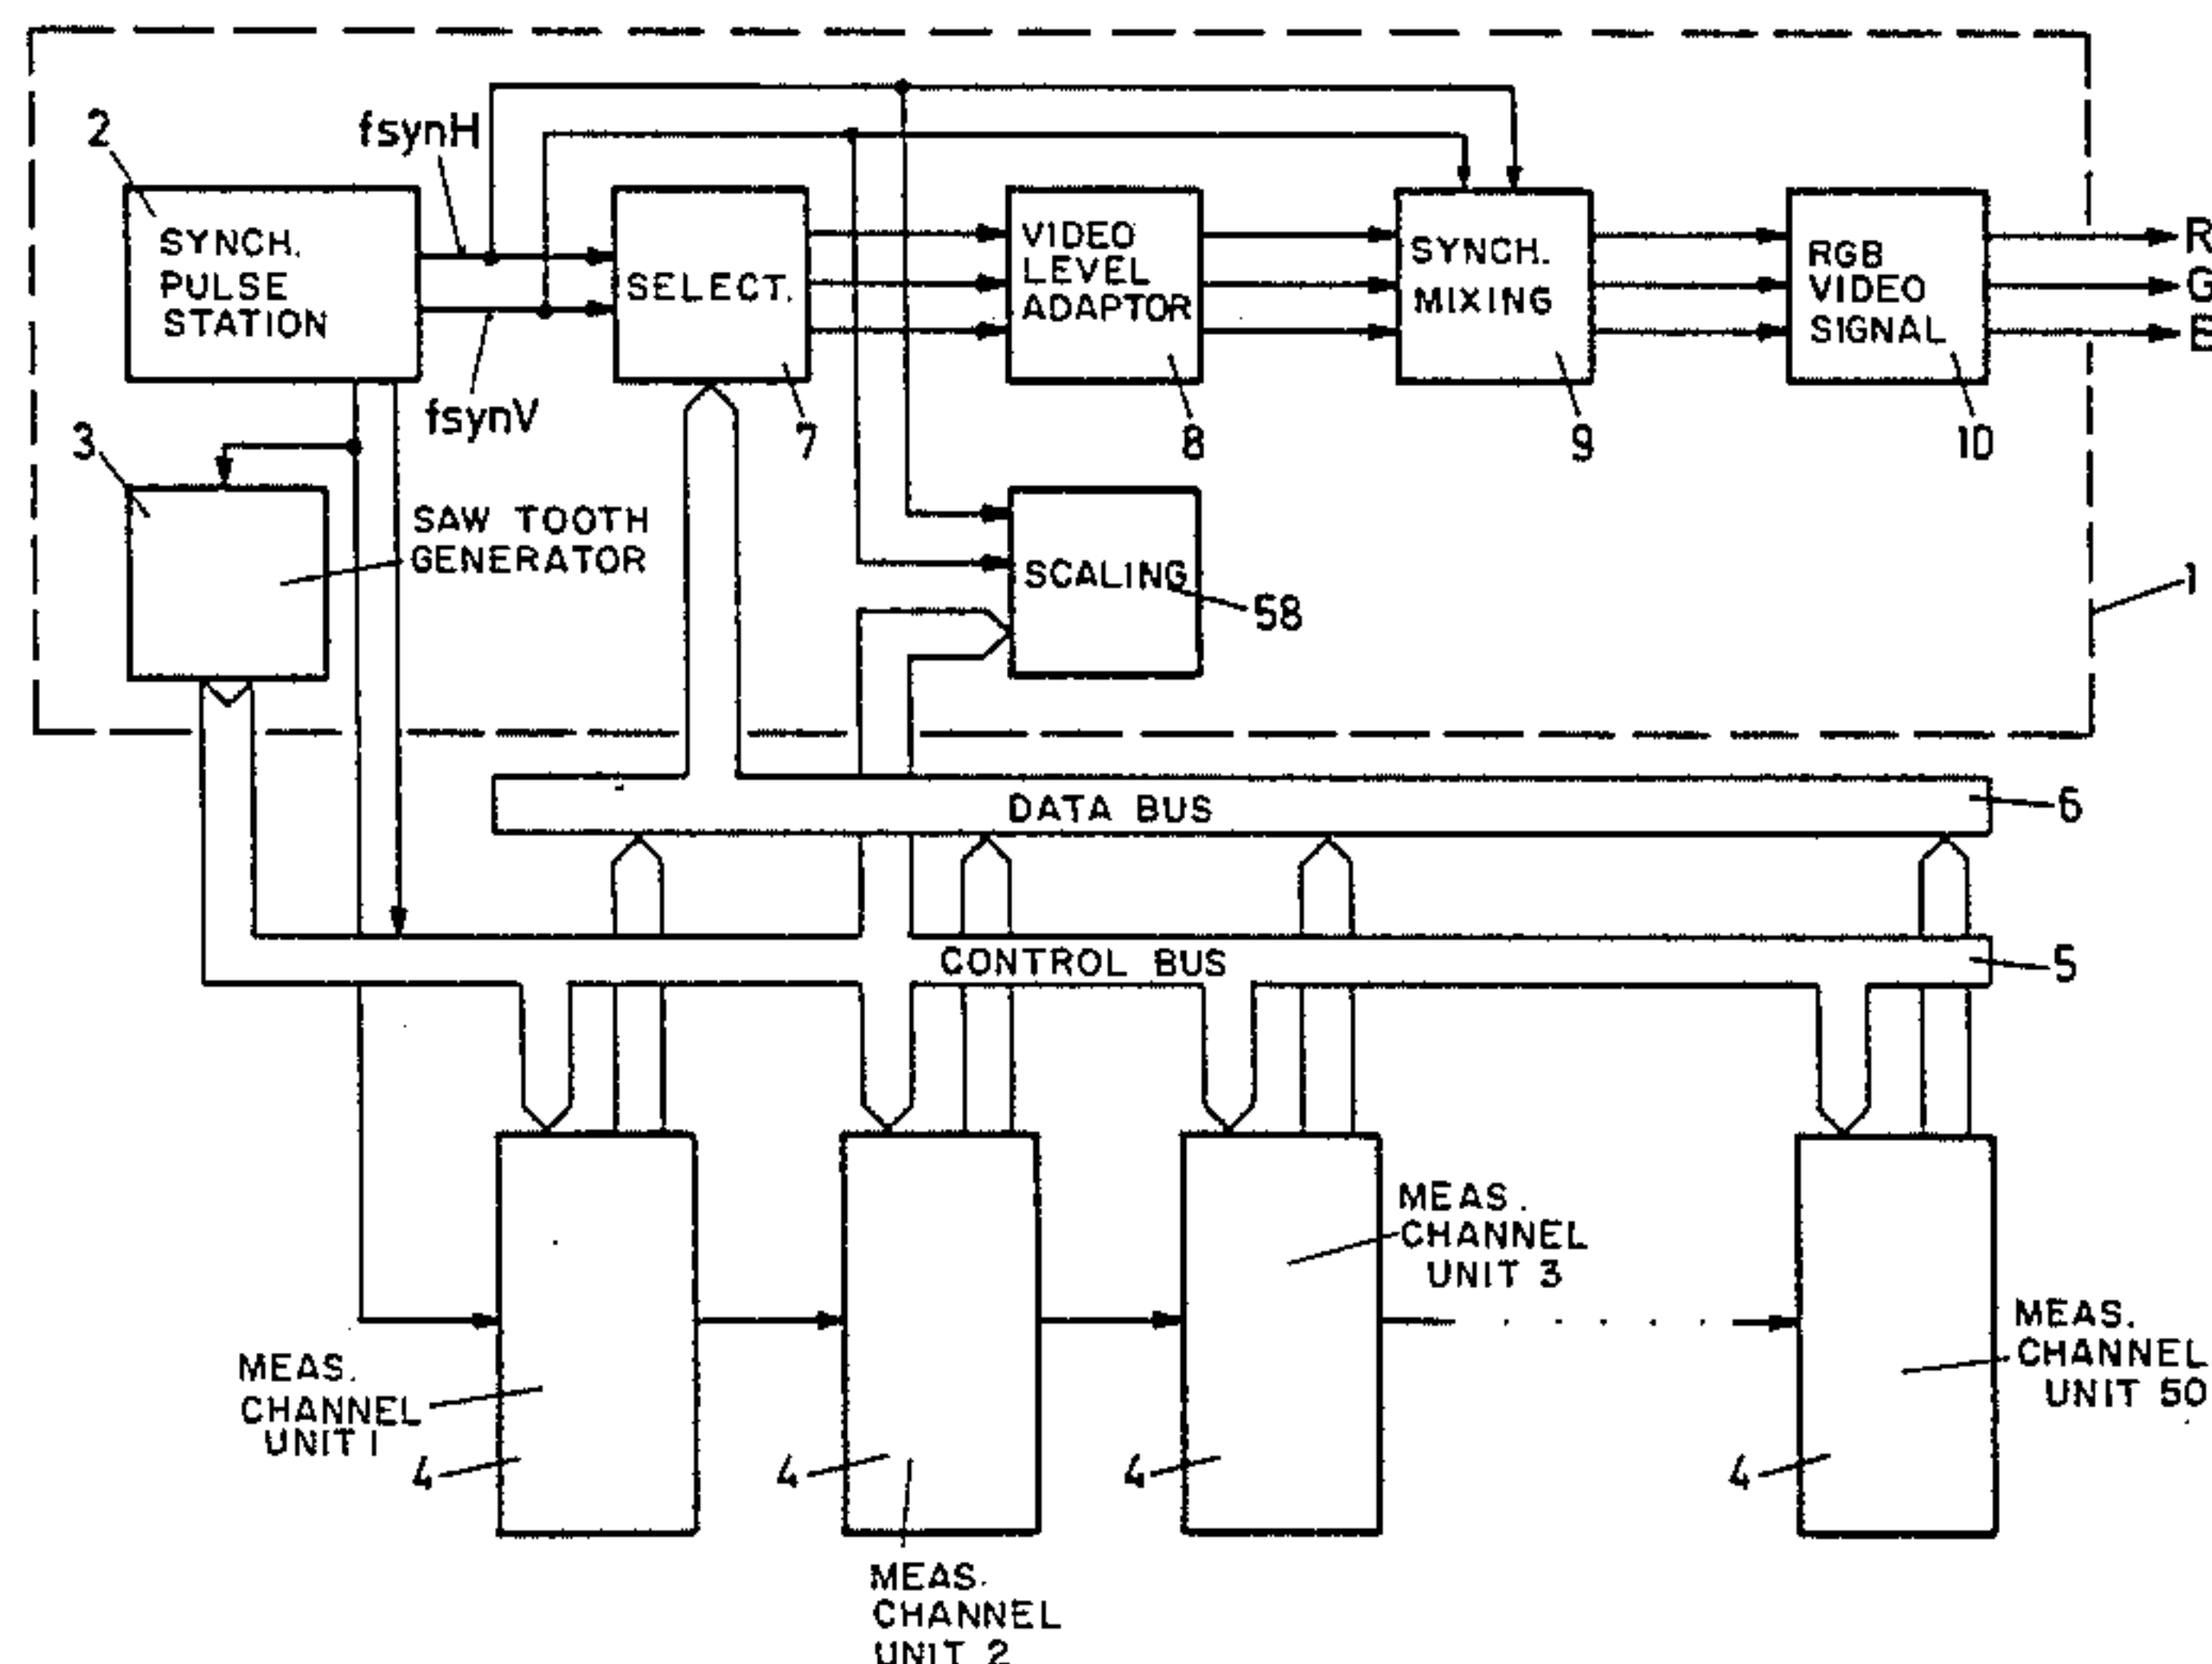 2
fsynH
SYNCH.
PULSE
STATION
fsynV
SELECT.
7
VIDEO
LEVEL
ADAPTOR
8
SYNCH.
MIXING
9
RGB
VIDEO
SIGNAL
10
R
G
3
SAW TOOTH
GENERATOR
SCALING
58
1
DATA BUS
6
CONTROL BUS
5
MEAS.
CHANNEL
UNIT 1
4
4
MEAS.
CHANNEL
UNIT 2
4
MEAS.
CHANNEL
UNIT 3
4
MEAS.
CHANNEL
UNIT 50